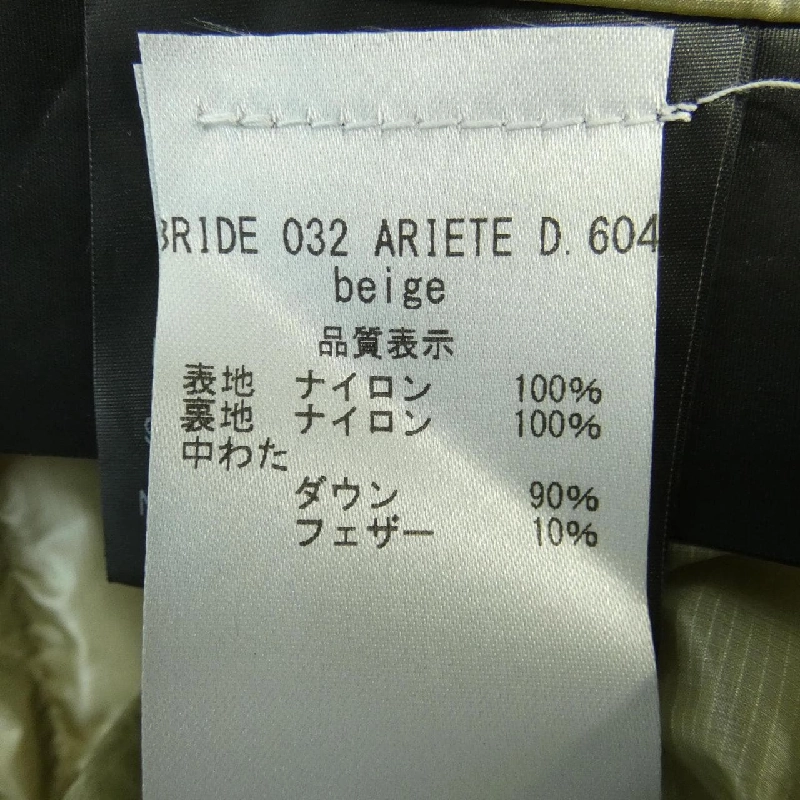 BRIDE 032 ARIETE D. 604
beige
品質表示
表地 ナイロン 100%
裏地 ナイロン 100%
中わた
ダウン 90%
フェザー 10%